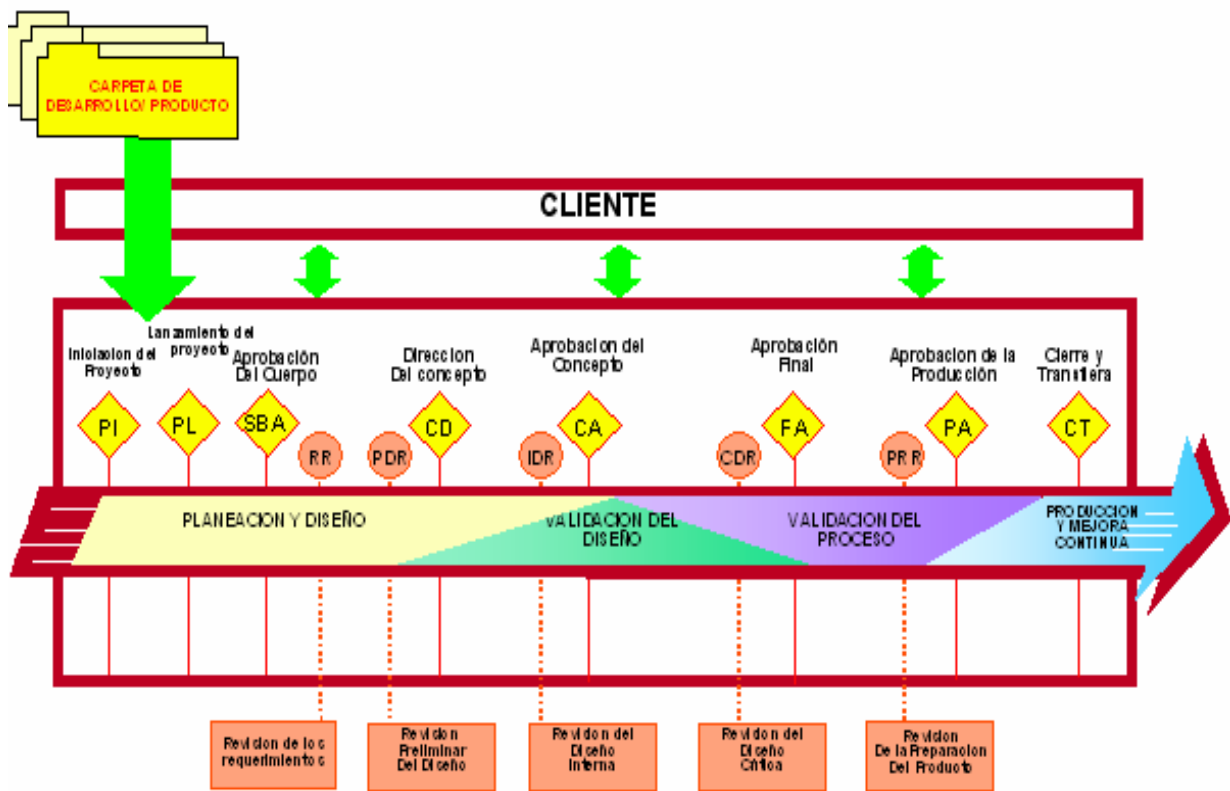 CARPETA DE
DESARROLLO/ PRODUCTO
CLIENTE
Iniciacion del
Proyecto
Lanzamiento del
proyecto
Aprobación
Del Cuerpo
Direccion
Del concepto
Aprobacion del
Concepto
Aprobación
Final
Aprobacion de la
Producción
Cierre y
Transfiera
PI
PL
SBA
RR
PDR
CD
IDR
CA
CDR
FA
PRR
PA
CT
PLANEACION Y DISEÑO
VALIDACION DEL
DISEÑO
VALIDACION DEL
PROCESO
PRODUCCION
Y MEJORA
CONTINUA
Revision de los
requerimientos
Revision
Preliminar
Del Diseño
Revision del
Diseño
Interna
Revision del
Diseño
Crítica
Revision
De la Preparacion
Del Producto